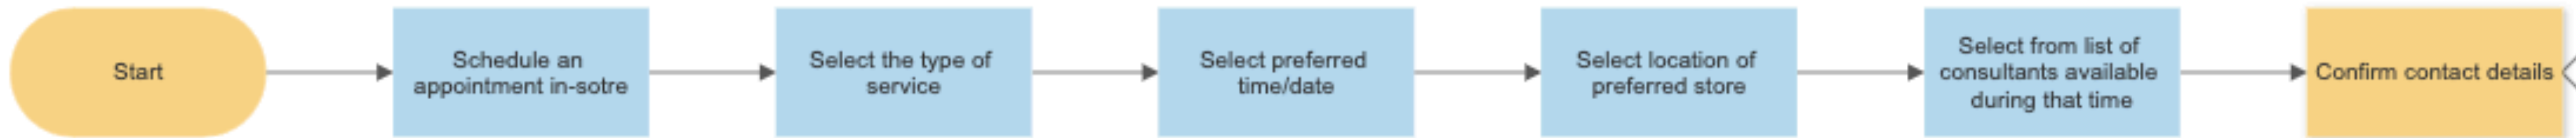 Start
Schedule an
appointment in-sotre
Select the type of
service
Select preferred
time/date
Select location of
preferred store
Select from list of
consultants available
during that time
Confirm contact details